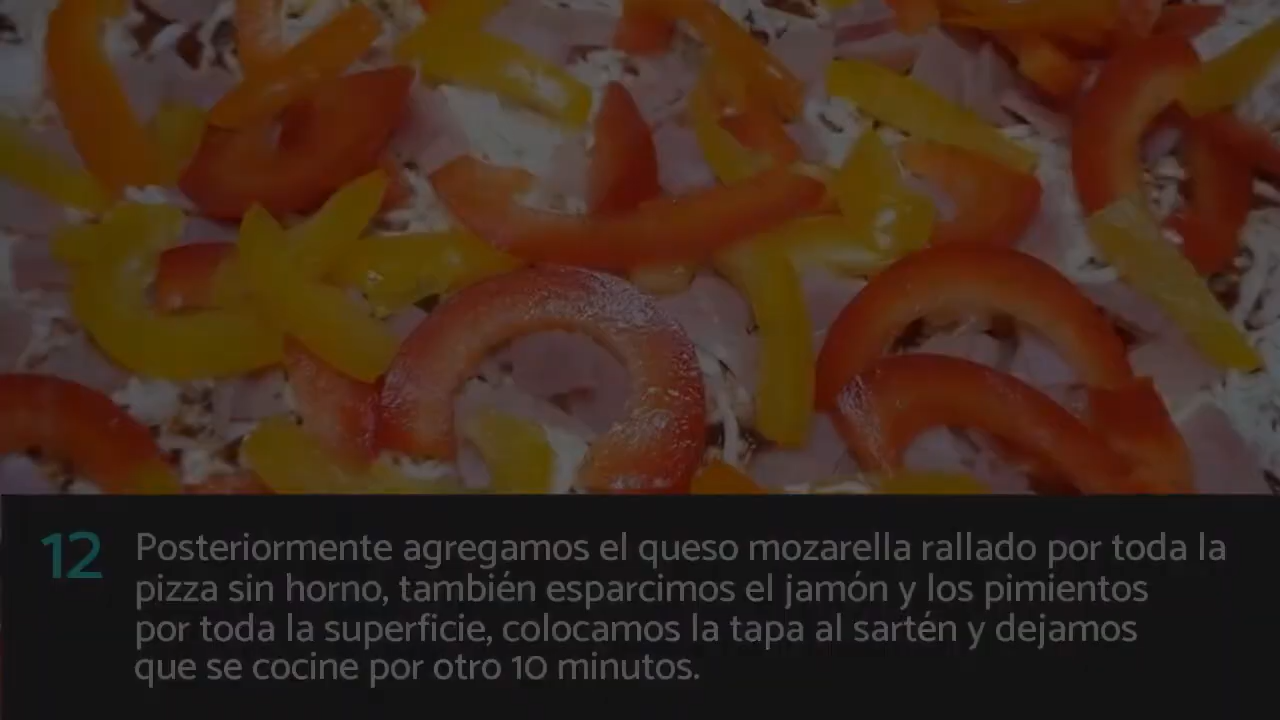 12
Posteriormente agregamos el queso mozarella rallado por toda la
pizza sin horno, también esparcimos el jamón y los pimientos
por toda la superficie, colocamos la tapa al sartén y dejamos
que se cocine por otro 10 minutos.